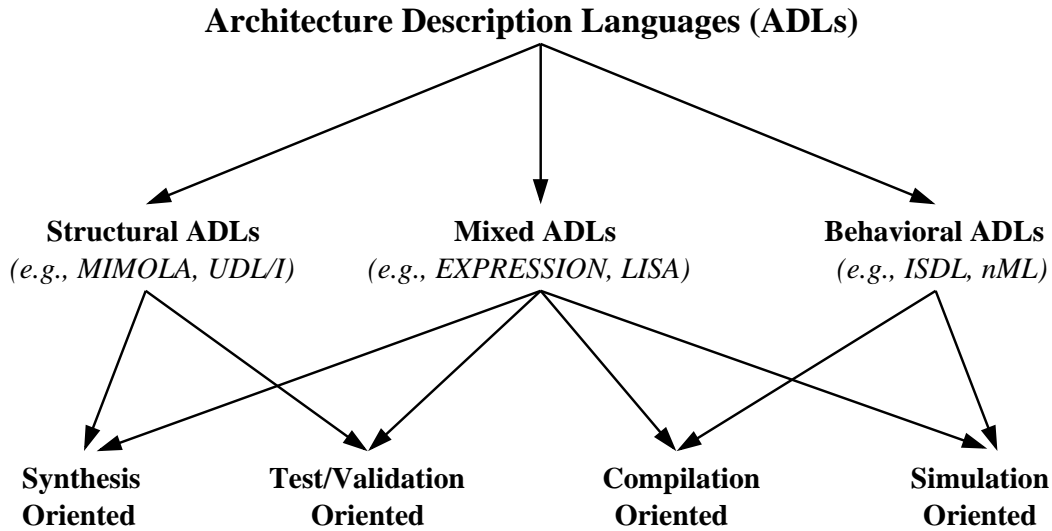 Architecture Description Languages (ADLs)
Structural ADLs
(e.g., MIMOLA, UDL/I)
Mixed ADLs
(e.g., EXPRESSION, LISA)
Behavioral ADLs
(e.g., ISDL, nML)
Synthesis
Oriented
Test/Validation
Oriented
Compilation
Oriented
Simulation
Oriented